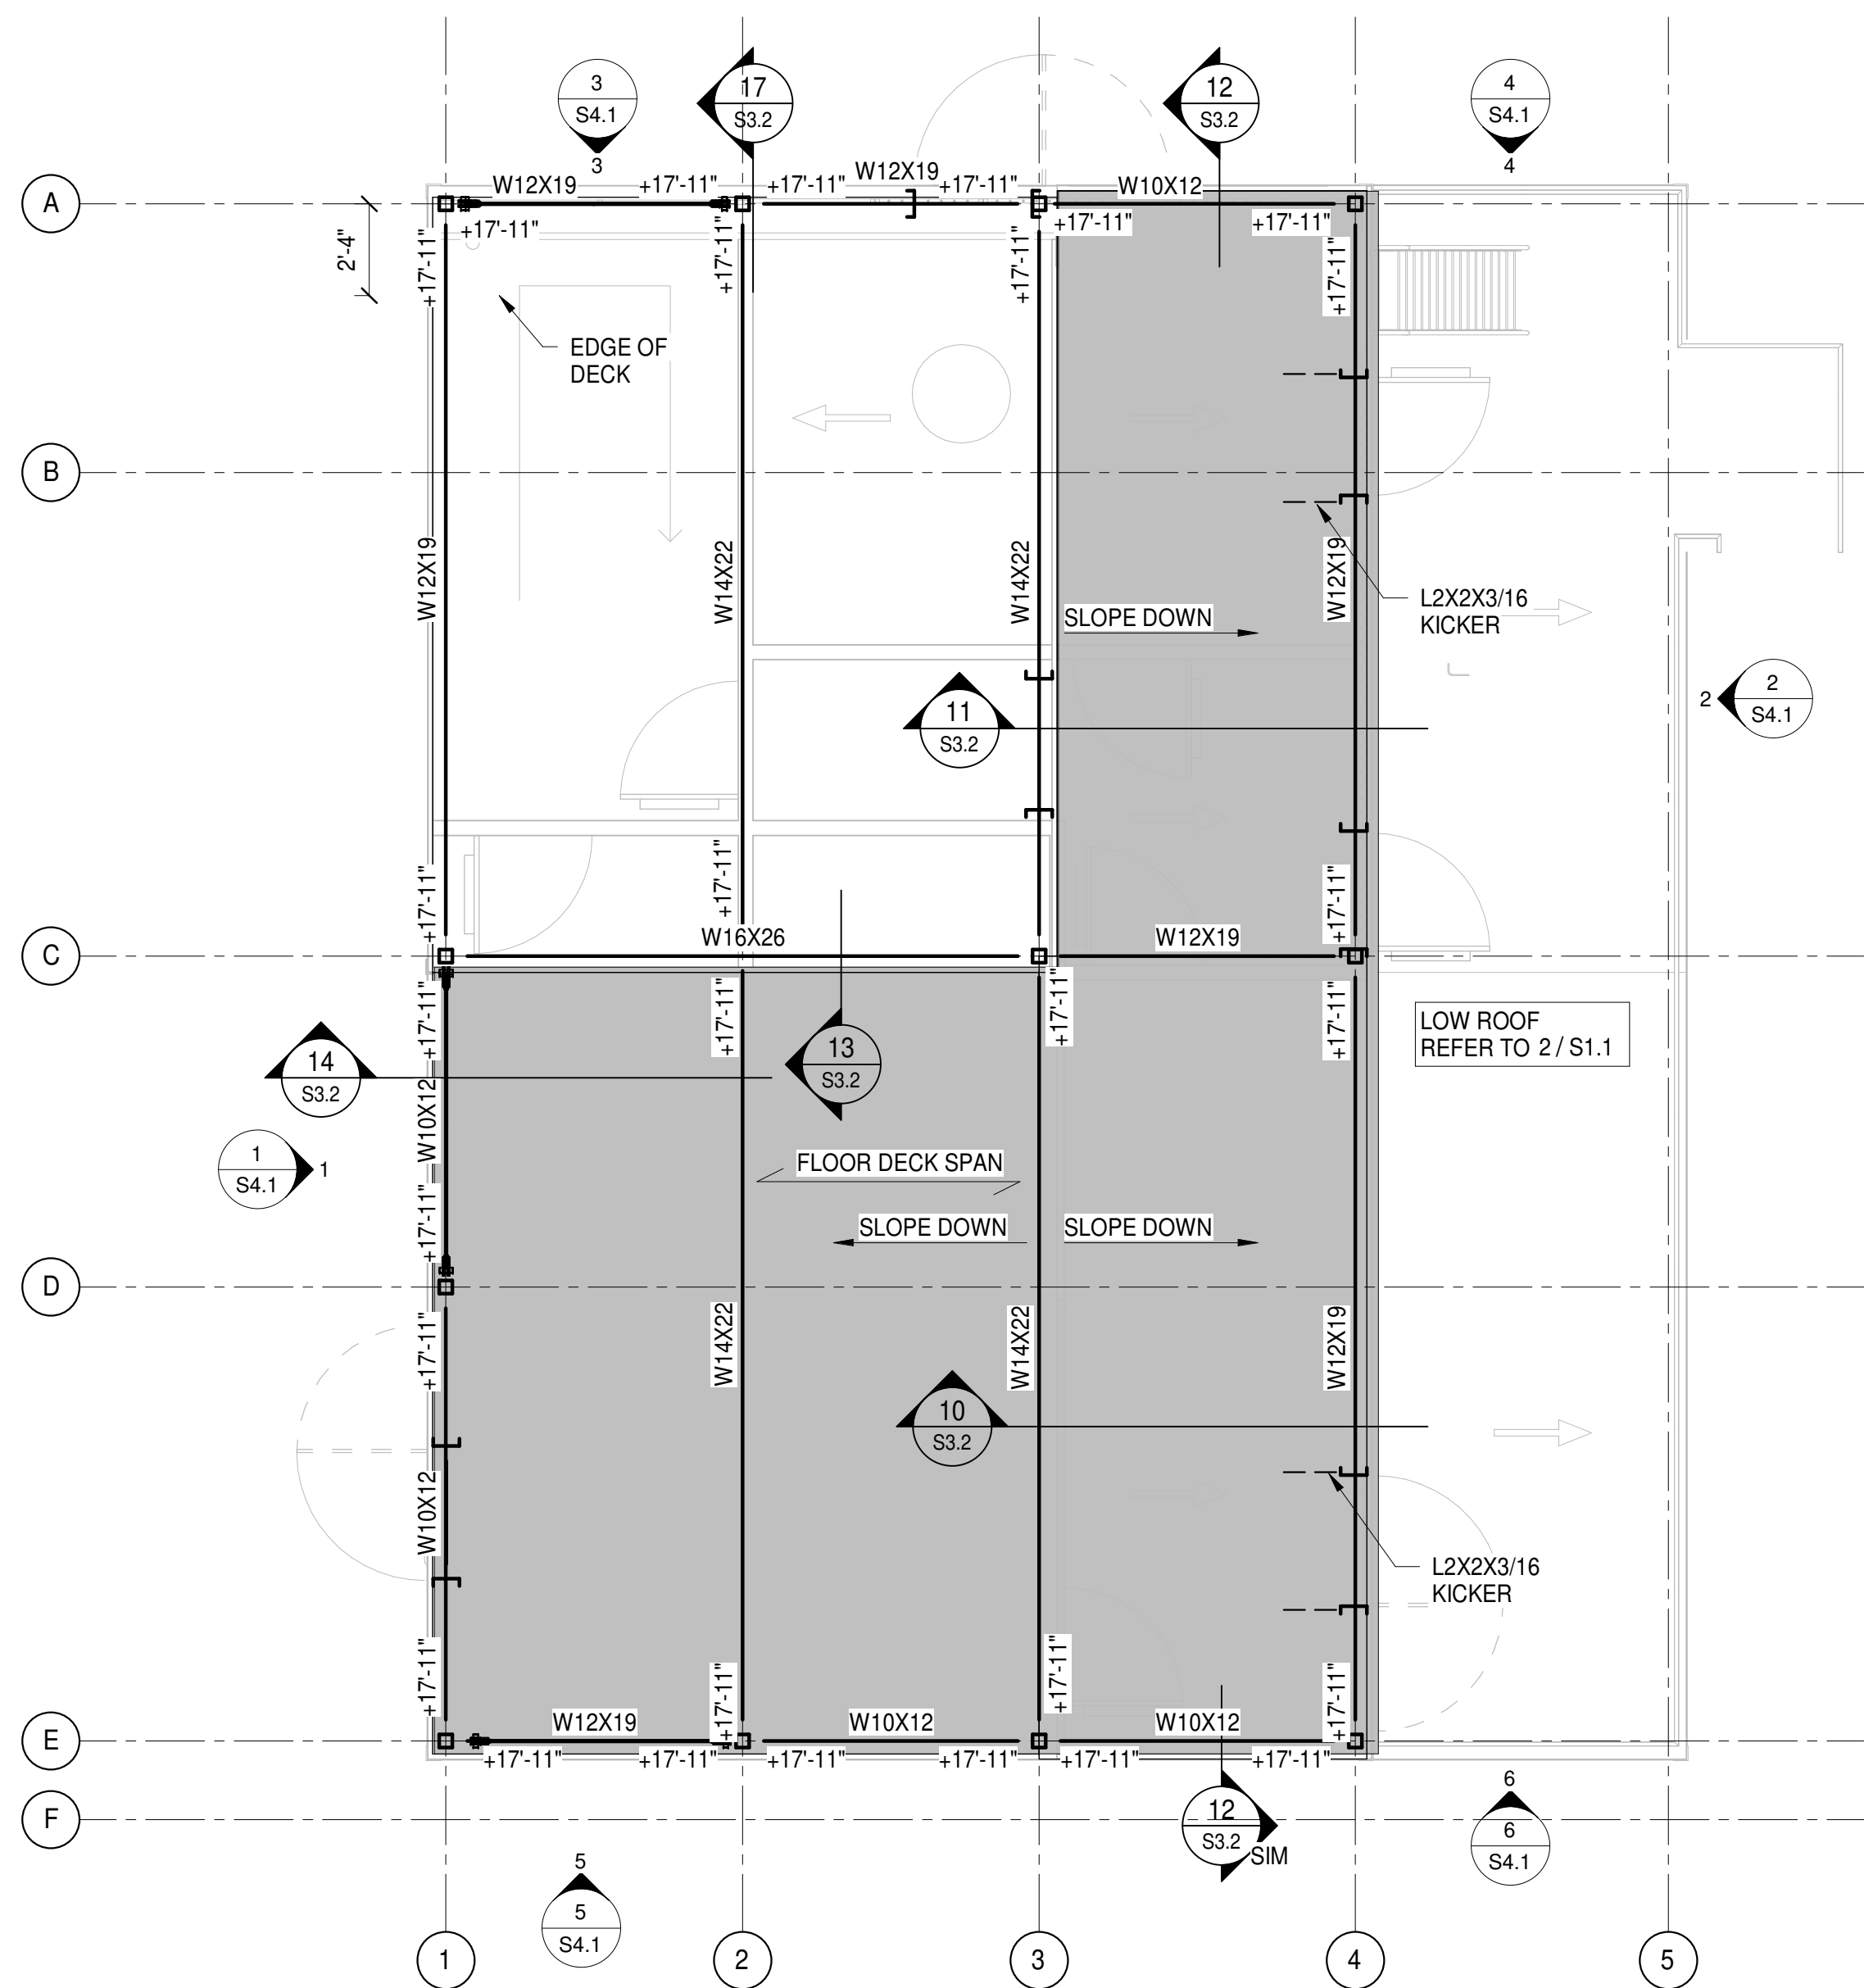 3
S4.1
3
17
S3.2
12
S3.2
4
S4.1
4
A
W12X19
+17'-11"
+17'-11"
W12X19
+17'-11"
W10X12
+17'-11"
+17'-11"
+17'-11"
2'-4"
+17'-11"
+17'-11"
+17'-11"
+17'-11"
EDGE OF
DECK
B
W12X19
W14X22
W14X22
W12X19
SLOPE DOWN
L2X2X3/16
KICKER
11
S3.2
2
2
S4.1
+17'-11"
+17'-11"
+17'-11"
C
W16X26
W12X19
+17'-11"
+17'-11"
+17'-11"
+17'-11"
LOW ROOF
REFER TO 2 / S1.1
14
S3.2
13
S3.2
W10X12
1
S4.1
1
FLOOR DECK SPAN
+17'-11"
SLOPE DOWN
SLOPE DOWN
D
+17'-11"
W14X22
W14X22
W12X19
10
S3.2
W10X12
L2X2X3/16
KICKER
+17'-11"
+17'-11"
+17'-11"
+17'-11"
E
W12X19
W10X12
W10X12
+17'-11"
+17'-11"
+17'-11"
+17'-11"
+17'-11"
+17'-11"
F
12
S3.2
SIM
6
6
S4.1
5
5
S4.1
1
2
3
4
5